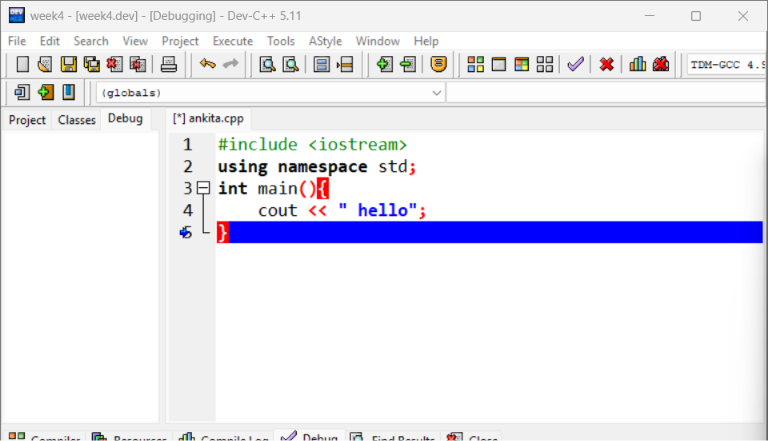 week4 - [week4.dev] - [Debugging] - Dev-C++ 5.11
File Edit Search View Project Execute Tools AStyle Window Help
TDM-GCC 4.9
(globals)
Project Classes Debug [*] ankita.cpp
1 #include <iostream>
2 using namespace std;
3 int main(){
4 cout << " hello";
5 }
Compiler Resources Compile Log Debug Find Results Close